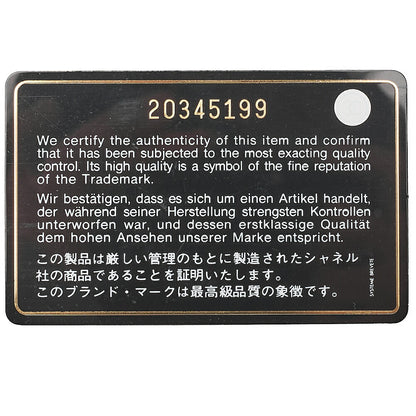 20345199
We certify the authenticity of this item and confirm
that it has been subjected to the most exacting quality
control. Its high quality is a symbol of the fine reputation
of the Trademark.
Wir bestätigen, dass es sich um einen Artikel handelt,
der während seiner Herstellung strengsten Kontrollen
unterworfen war, und dessen erstklassige Qualität
dem hohen Ansehen unserer Marke entspricht.
この製品は厳しい管理のもとに製造されたシャネル
社の商品であることを証明いたします。
このブランド・マークは最高級品質の象徴です。
SYSTEME BREVETE